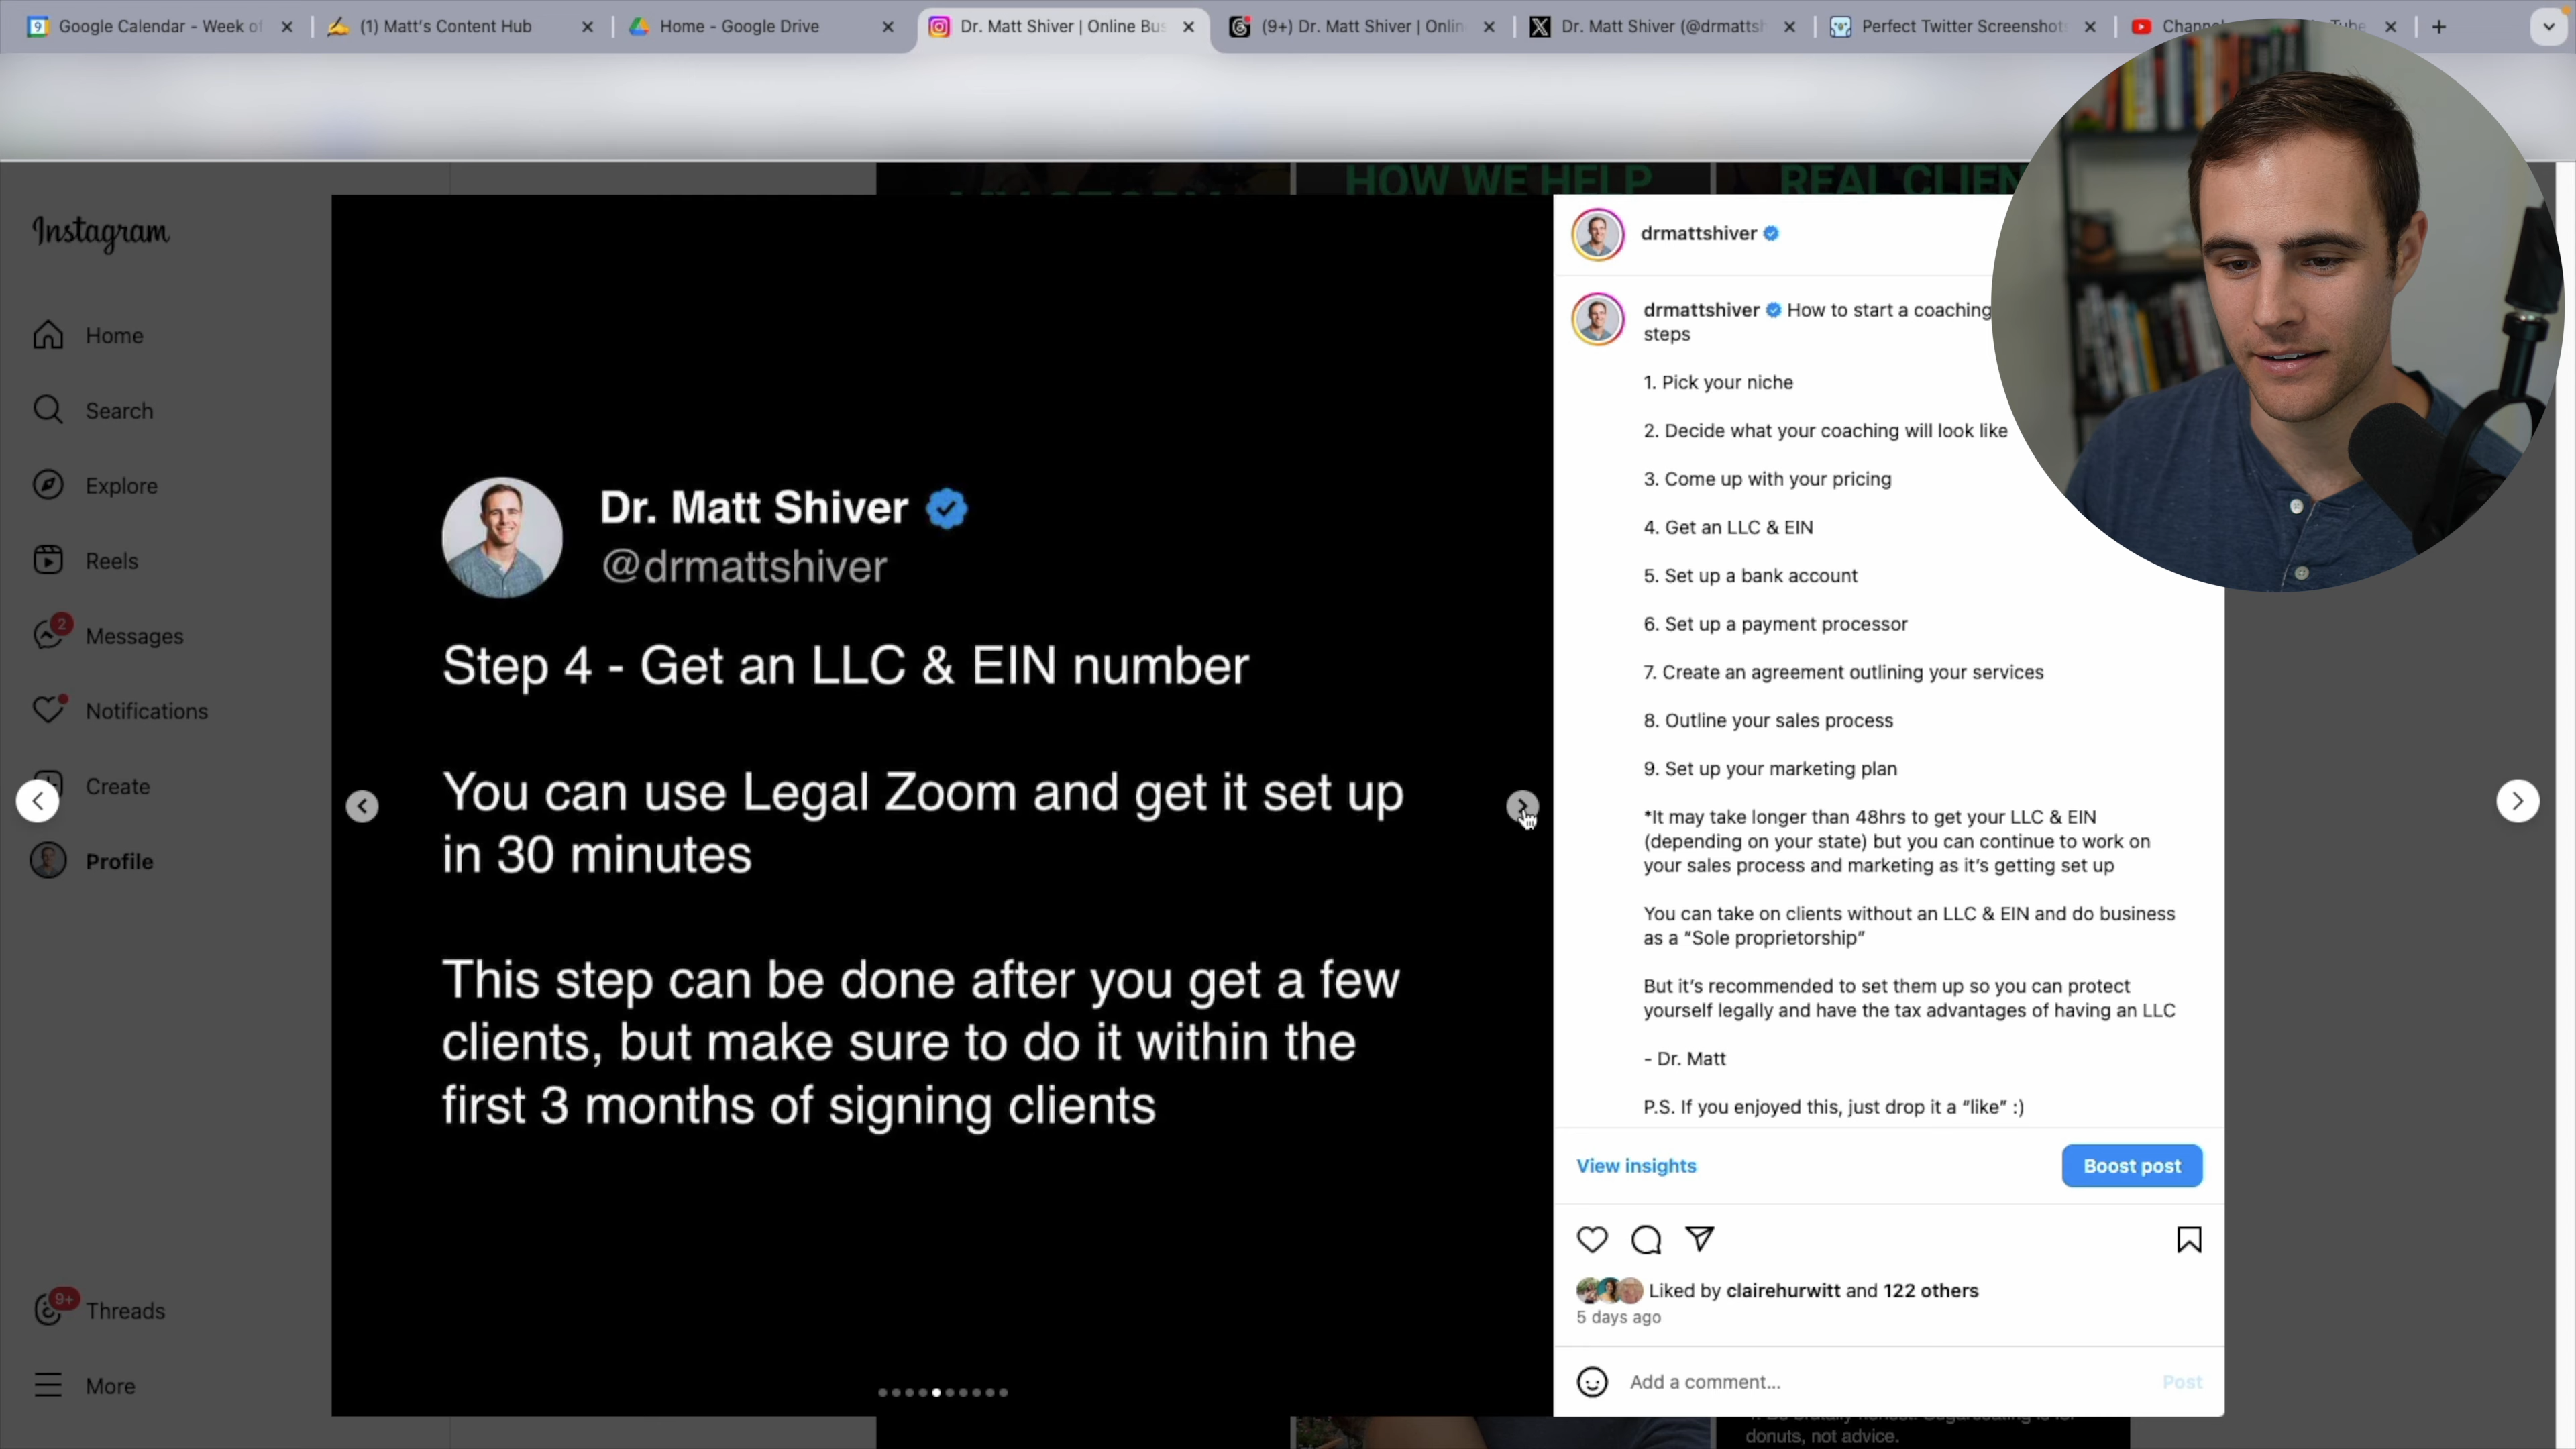 Google Calendar - Week of
(1) Matt's Content Hub
Home - Google Drive
Dr. Matt Shiver | Online Bus
(9+) Dr. Matt Shiver | Onlin
Dr. Matt Shiver (@drmattsh
Perfect Twitter Screenshot
HOW WE HELP
Instagram
Home
Search
Explore
Reels
2
Messages
Notifications
Create
Profile
9+
Threads
More
Dr. Matt Shiver
@drmattshiver
Step 4 - Get an LLC & EIN number
You can use Legal Zoom and get it set up
in 30 minutes
This step can be done after you get a few
clients, but make sure to do it within the
first 3 months of signing clients
drmattshiver
drmattshiver How to start a coaching
steps
1. Pick your niche
2. Decide what your coaching will look like
3. Come up with your pricing
4. Get an LLC & EIN
5. Set up a bank account
6. Set up a payment processor
7. Create an agreement outlining your services
8. Outline your sales process
9. Set up your marketing plan
*It may take longer than 48hrs to get your LLC & EIN
(depending on your state) but you can continue to work on
your sales process and marketing as it's getting set up
You can take on clients without an LLC & EIN and do business
as a “Sole proprietorship”
But it's recommended to set them up so you can protect
yourself legally and have the tax advantages of having an LLC
- Dr. Matt
P.S. If you enjoyed this, just drop it a “like” :)
View insights
Boost post
Liked by clairehurwitt and 122 others
5 days ago
Add a comment...
Post
donuts, not advice.